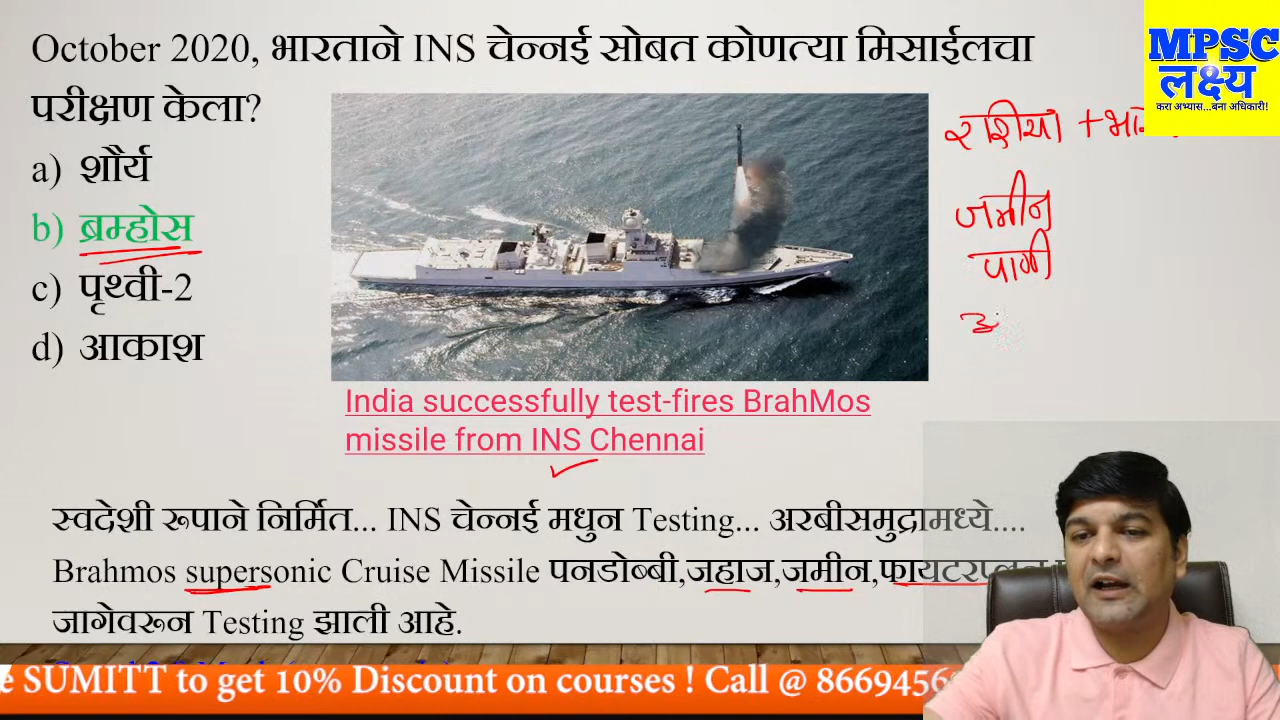 October 2020, भारताने INS चेन्नई सोबत कोणत्या मिसाईलचा
परीक्षण केला?
a) शौर्य
b) ब्रम्होस
c) पृथ्वी-2
d) आकाश
India successfully test-fires BrahMos
missile from INS Chennai
MPSC
लक्ष्य
करा अभ्यास...बना अधिकारी!
रशिया +
जमीन
पाणी
स्वदेशी रूपाने निर्मित... INS चेन्नई मधुन Testing... अरबीसमुद्रामध्ये....
Brahmos supersonic Cruise Missile पनडोब्बी,जहाज,जमीन,फायटरप्लेन
जागेवरून Testing झाली आहे.
SUMITT to get 10% Discount on courses ! Call @ 866945